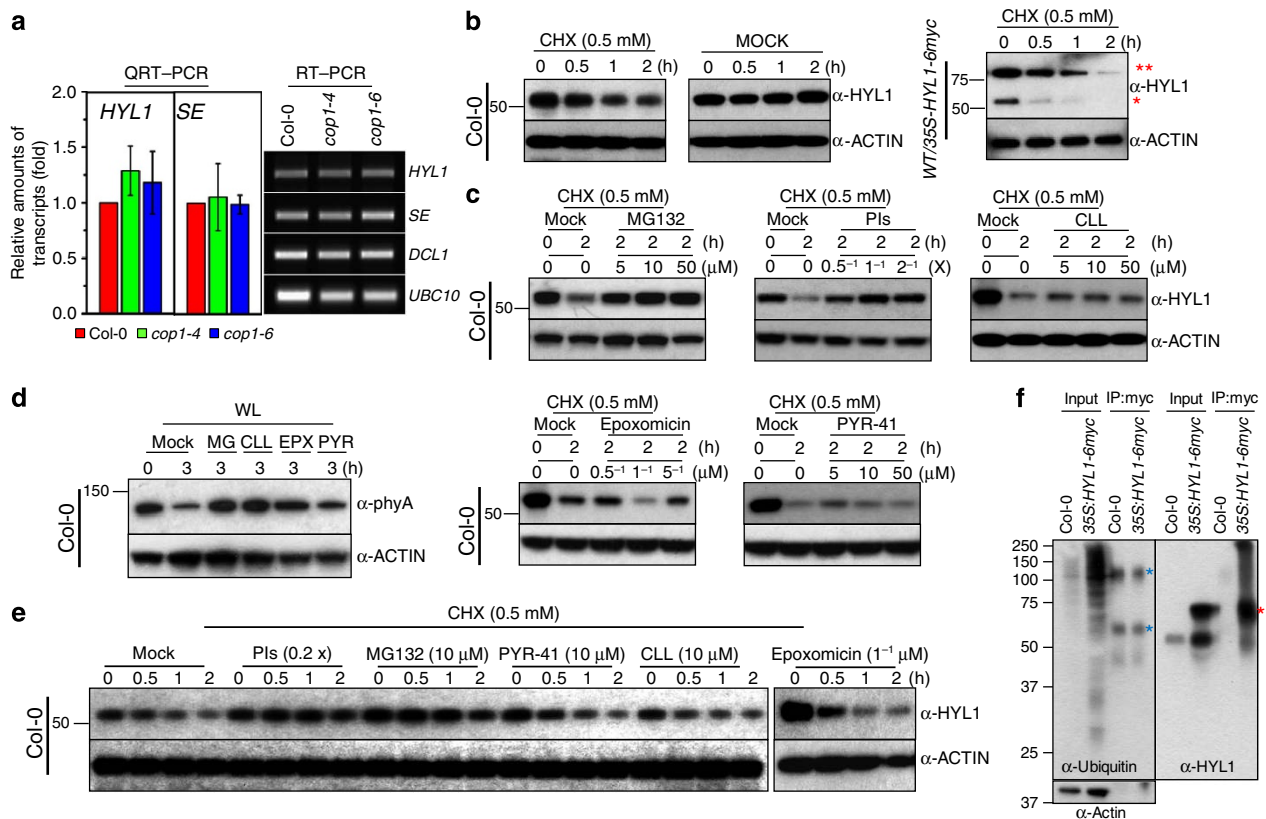 a
QRT–PCR
RT–PCR
Relative amounts of
transcripts (fold)
2.0
1.5
1.0
0.5
0.0
HYL1 SE
Col-0 cop1-4 cop1-6
HYL1
SE
DCL1
UBC10
Col-0 cop1-4 cop1-6
b
CHX (0.5 mM) MOCK
0 0.5 1 2 (h) 0 0.5 1 2 (h)
Col-0
50
α-HYL1
α-ACTIN
WT/35S-HYL1-6myc
CHX (0.5 mM)
0 0.5 1 2 (h)
75
50
**
α-HYL1
*
α-ACTIN
c
CHX (0.5 mM) CHX (0.5 mM) CHX (0.5 mM)
Mock MG132 Mock PIs Mock CLL
0 2 2 2 2 (h) 0 2 2 2 2 (h) 0 2 2 2 2 (h)
0 0 5 10 50 (μM) 0 0 0.5⁻¹ 1⁻¹ 2⁻¹ (X) 0 0 5 10 50 (μM)
Col-0
50
α-HYL1
α-ACTIN
d
WL
Mock MG CLL EPX PYR
0 3 3 3 3 3 (h)
Col-0
150
α-phyA
α-ACTIN
CHX (0.5 mM) CHX (0.5 mM)
Mock Epoxomicin Mock PYR-41
0 2 2 2 2 (h) 0 2 2 2 2 (h)
0 0 0.5⁻¹ 1⁻¹ 5⁻¹ (μM) 0 0 5 10 50 (μM)
Col-0
50
e
CHX (0.5 mM)
Mock PIs (0.2 x) MG132 (10 μM) PYR-41 (10 μM) CLL (10 μM) Epoxomicin (1⁻¹ μM)
0 0.5 1 2 0 0.5 1 2 0 0.5 1 2 0 0.5 1 2 0 0.5 1 2 (h) 0 0.5 1 2 (h)
Col-0
50
α-HYL1
α-ACTIN
f
Input IP:myc Input IP:myc
Col-0 35S:HYL1-6myc Col-0 35S:HYL1-6myc Col-0 35S:HYL1-6myc Col-0 35S:HYL1-6myc
250
150
100
75
50
37
25
*
*
*
α-Ubiquitin α-HYL1
37
α-Actin